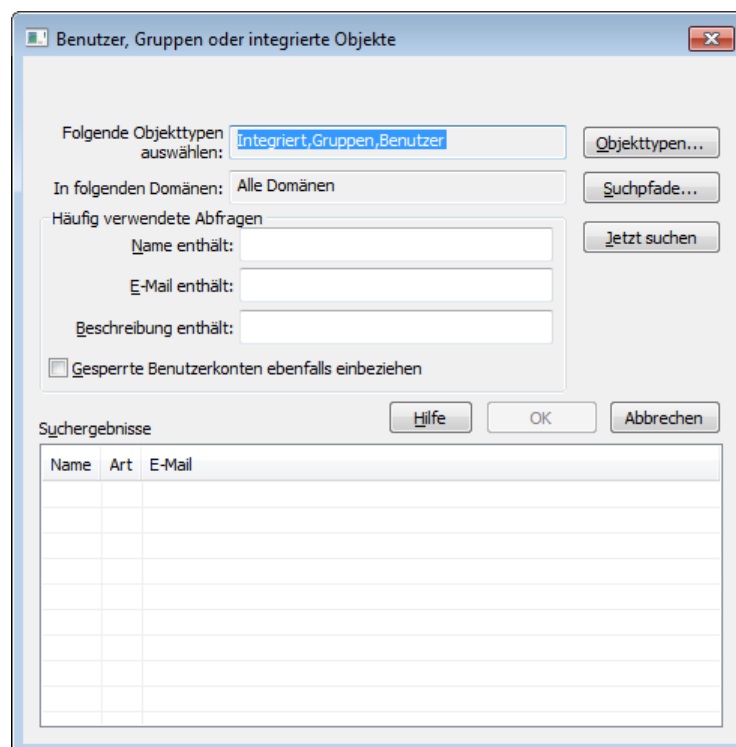 Benutzer, Gruppen oder integrierte Objekte
Folgende Objekttypen
auswählen:
Integriert,Gruppen,Benutzer
Objekttypen...
In folgenden Domänen:
Alle Domänen
Suchpfade...
Häufig verwendete Abfragen
Jetzt suchen
Name enthält:
E-Mail enthält:
Beschreibung enthält:
Gesperrte Benutzerkonten ebenfalls einbeziehen
Hilfe
OK
Abbrechen
Suchergebnisse
Name Art E-Mail